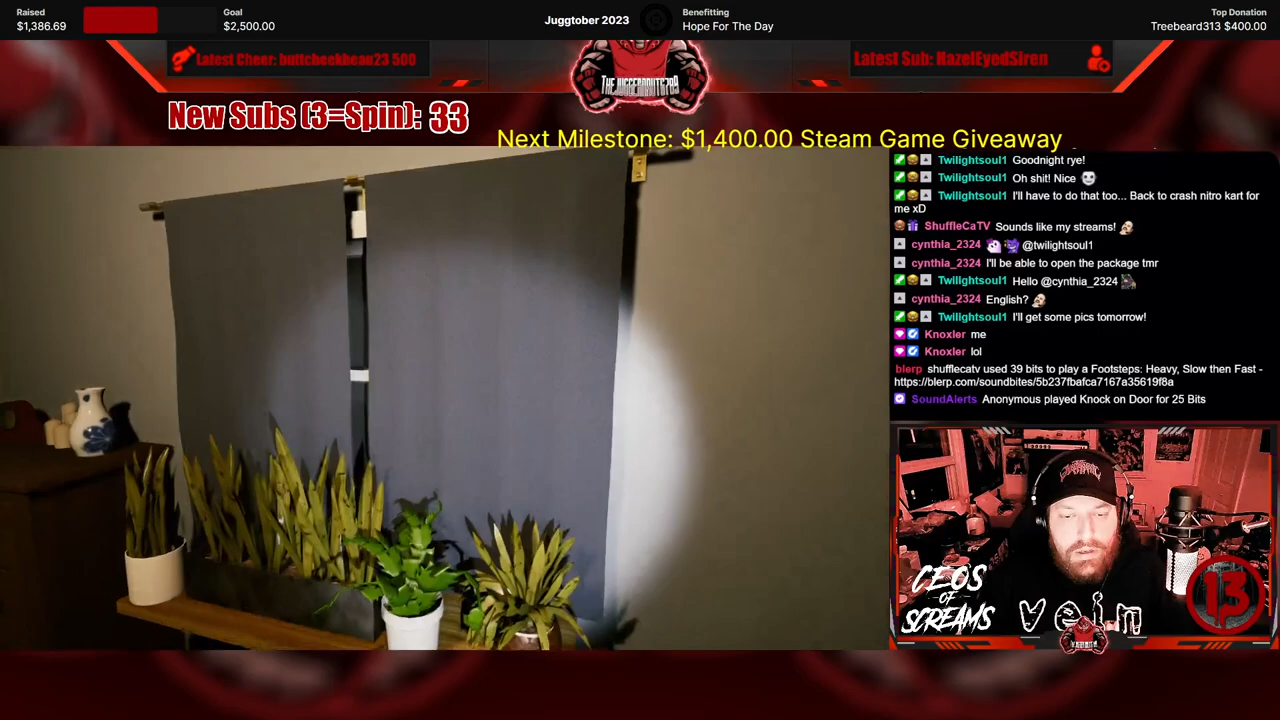 Raised
$1,386.69
Goal
$2,500.00
Juggtober 2023
Benefitting
Hope For The Day
Top Donation
Treebeard313 $400.00
Latest Cheer: buttcheekbeau23 500
THEJUGGERNAUT6789
Latest Sub: HazelEyedSiren
New Subs (3=Spin): 33
Next Milestone: $1,400.00 Steam Game Giveaway
Twilightsoul1 Goodnight rye!
Twilightsoul1 Oh shit! Nice
Twilightsoul1 I'll have to do that too... Back to crash nitro kart for
me xD
ShuffleCaTV Sounds like my streams!
cynthia_2324 @twilightsoul1
cynthia_2324 I'll be able to open the package tmr
Twilightsoul1 Hello @cynthia_2324
cynthia_2324 English?
Twilightsoul1 I'll get some pics tomorrow!
Knoxler me
Knoxler lol
blerp shufflecatv used 39 bits to play a Footsteps: Heavy, Slow then Fast -
https://blerp.com/soundbites/5b237fbafca7167a35619f8a
SoundAlerts Anonymous played Knock on Door for 25 Bits
CEOS
OF
SCREAMS
vein
13